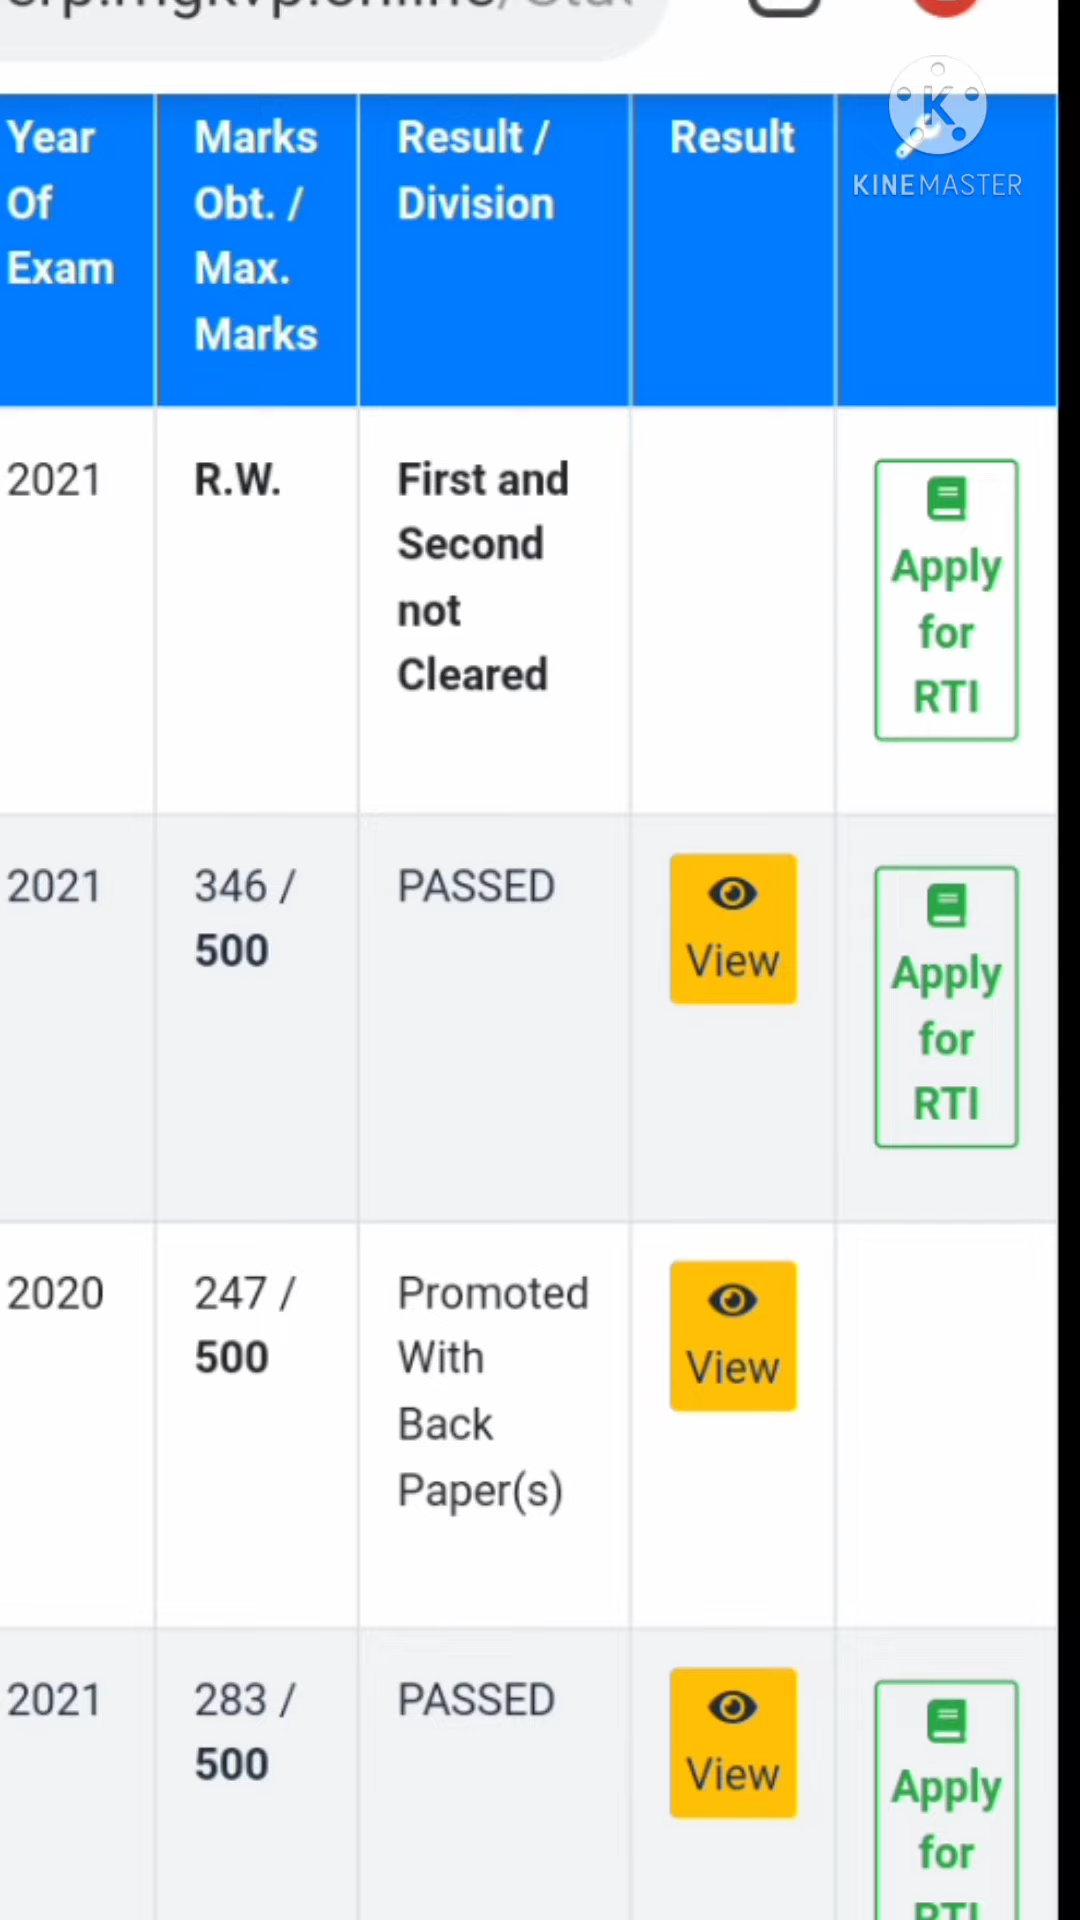 Year Of Exam
Marks Obt. / Max. Marks
Result / Division
Result
KINEMASTER
2021
R.W.
First and Second not Cleared
Apply for RTI
2021
346 / 500
PASSED
View
Apply for RTI
2020
247 / 500
Promoted With Back Paper(s)
View
2021
283 / 500
PASSED
View
Apply for RTI